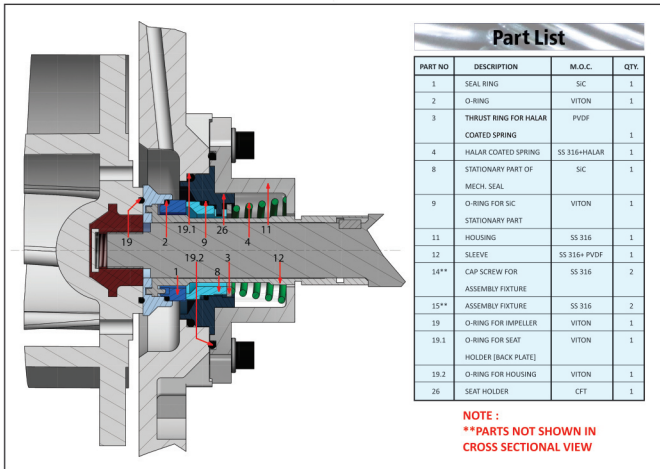 Part List
PART NO DESCRIPTION M.O.C. QTY.
1 SEAL RING SiC 1
2 O-RING VITON 1
3 THRUST RING FOR HALAR PVDF
COATED SPRING 1
4 HALAR COATED SPRING SS 316+HALAR 1
8 STATIONARY PART OF SiC 1
MECH. SEAL
9 O-RING FOR SiC VITON 1
STATIONARY PART
11 HOUSING SS 316 1
12 SLEEVE SS 316+ PVDF 1
14** CAP SCREW FOR SS 316 2
ASSEMBLY FIXTURE
15** ASSEMBLY FIXTURE SS 316 2
19 O-RING FOR IMPELLER VITON 1
19.1 O-RING FOR SEAT VITON 1
HOLDER [BACK PLATE]
19.2 O-RING FOR HOUSING VITON 1
26 SEAT HOLDER CFT 1
NOTE :
**PARTS NOT SHOWN IN
CROSS SECTIONAL VIEW
19 2 19.1 9 26 4 11
19.2
1 8 3 12